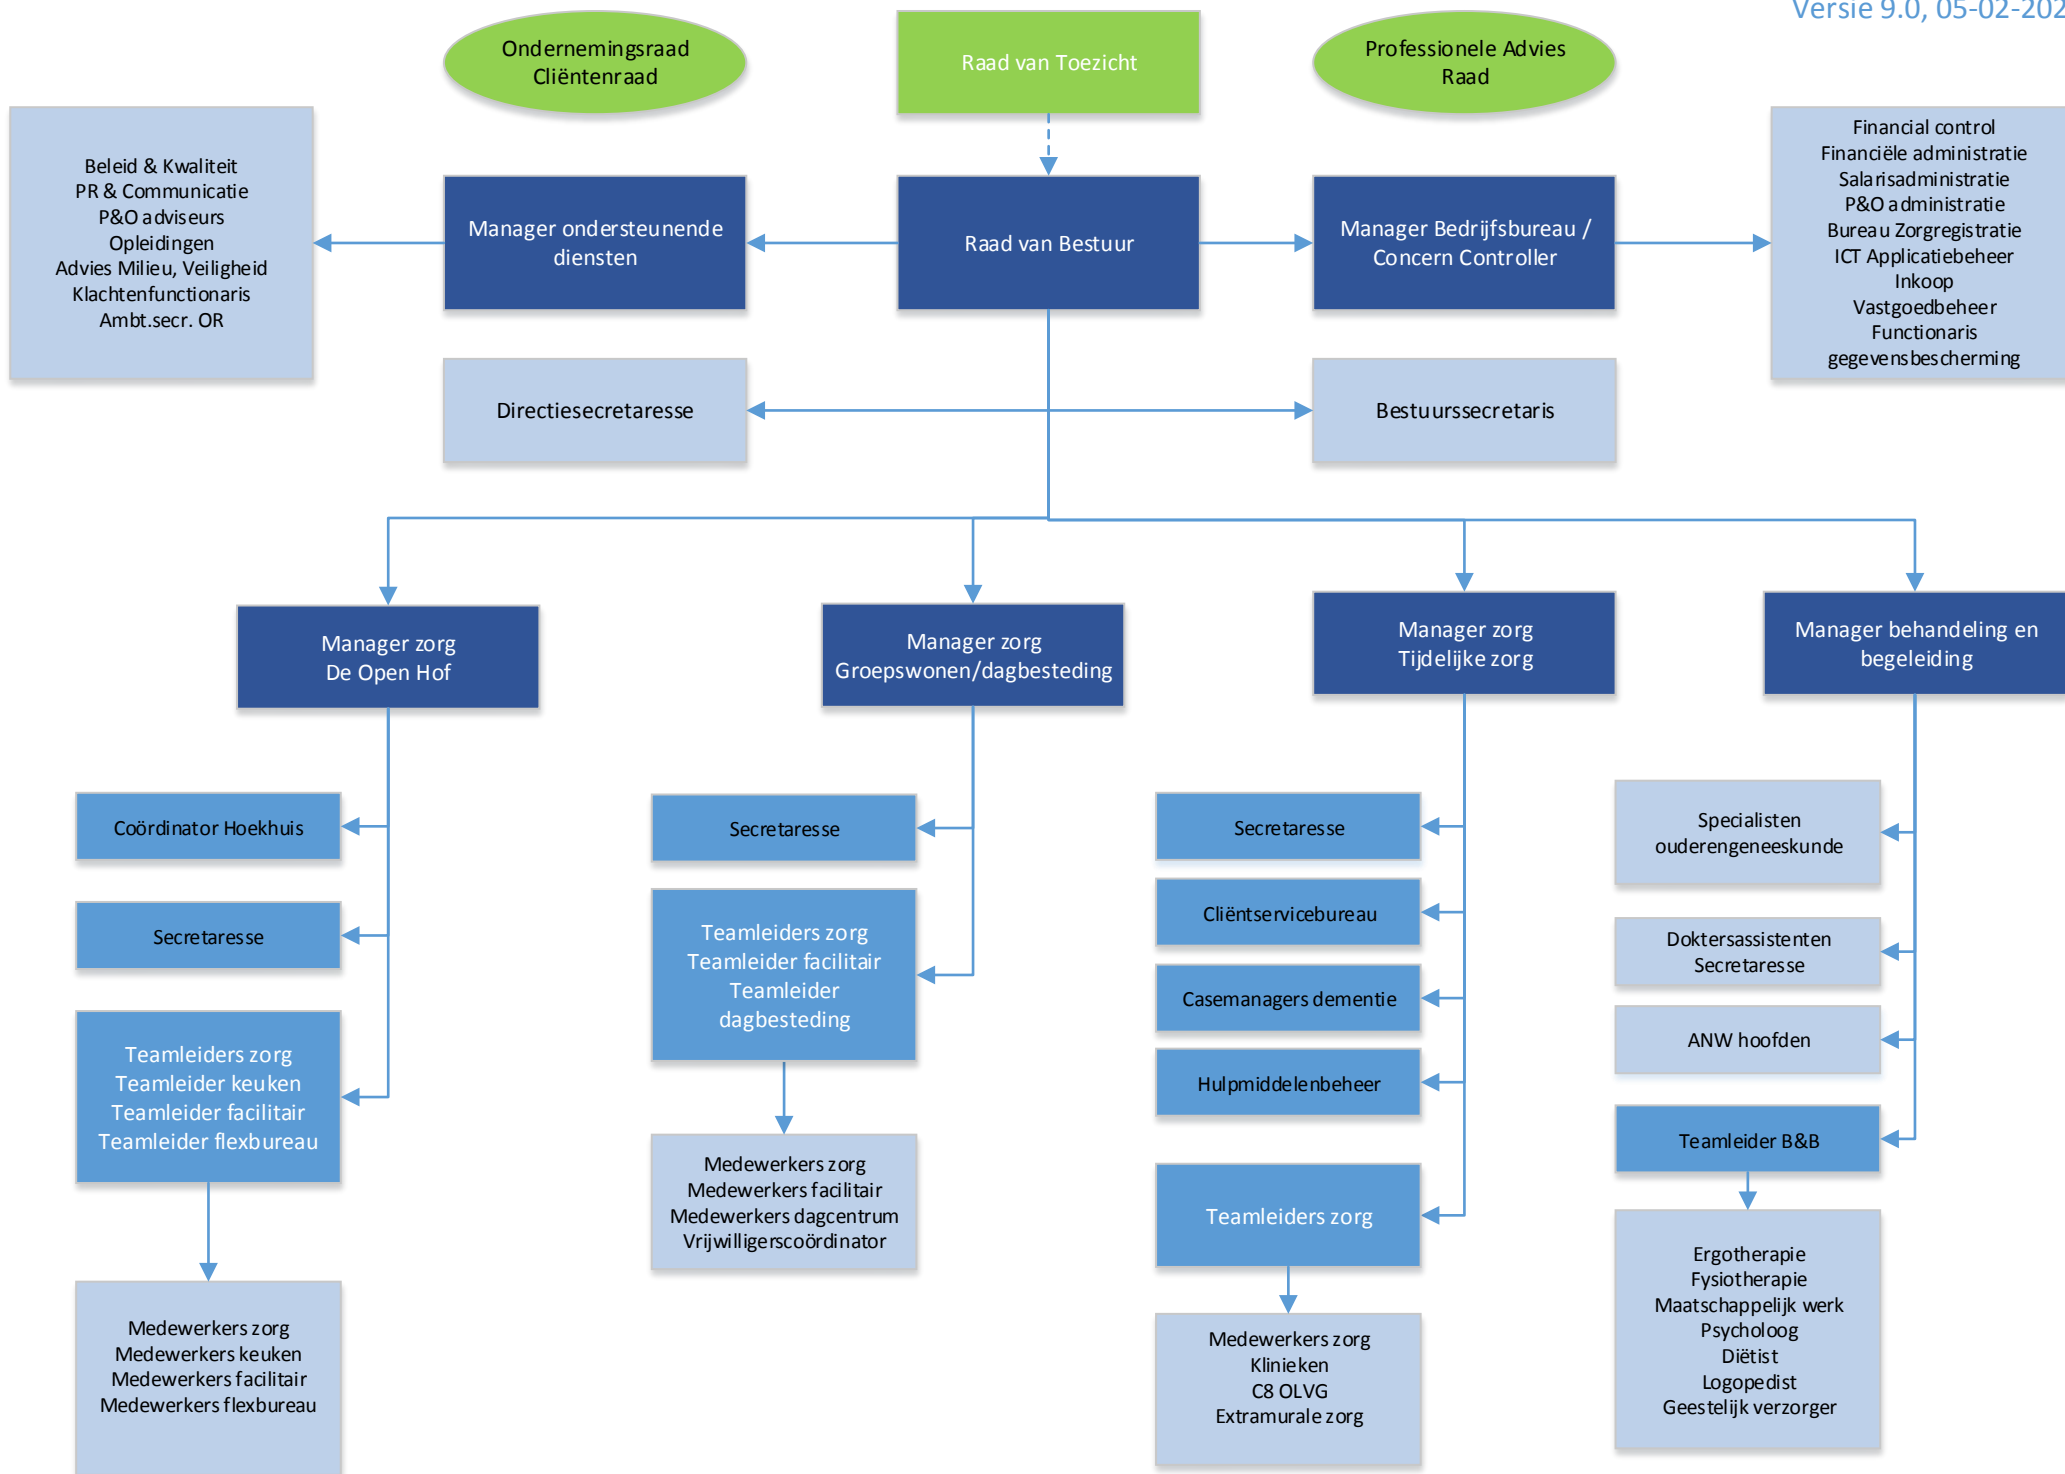 Versie 9.0, 05-02-202
Ondernemingsraad
Cliëntenraad
Raad van Toezicht
Professionele Advies
Raad
Beleid & Kwaliteit
PR & Communicatie
P&O adviseurs
Opleidingen
Advies Milieu, Veiligheid
Klachtenfunctionaris
Ambt.secr. OR
Manager ondersteunende
diensten
Raad van Bestuur
Manager Bedrijfsbureau /
Concern Controller
Financial control
Financiële administratie
Salarisadministratie
P&O administratie
Bureau Zorgregistratie
ICT Applicatiebeheer
Inkoop
Vastgoedbeheer
Functionaris
gegevensbescherming
Directiesecretaresse
Bestuurssecretaris
Manager zorg
De Open Hof
Manager zorg
Groepswonen/dagbesteding
Manager zorg
Tijdelijke zorg
Manager behandeling en
begeleiding
Coördinator Hoekhuis
Secretaresse
Teamleiders zorg
Teamleider keuken
Teamleider facilitair
Teamleider flexbureau
Medewerkers zorg
Medewerkers keuken
Medewerkers facilitair
Medewerkers flexbureau
Secretaresse
Teamleiders zorg
Teamleider facilitair
Teamleider
dagbesteding
Medewerkers zorg
Medewerkers facilitair
Medewerkers dagcentrum
Vrijwilligerscoördinator
Secretaresse
Cliëntservicebureau
Casemanagers dementie
Hulpmiddelenbeheer
Teamleiders zorg
Medewerkers zorg
Klinieken
C8 OLVG
Extramurale zorg
Specialisten
ouderengeneeskunde
Doktersassistenten
Secretaresse
ANW hoofden
Teamleider B&B
Ergotherapie
Fysiotherapie
Maatschappelijk werk
Psycholoog
Diëtist
Logopedist
Geestelijk verzorger